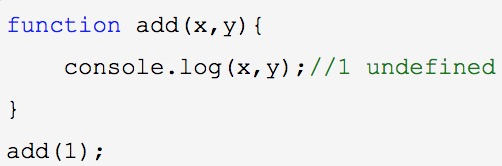 function add(x,y){
    console.log(x,y);//1 undefined
}
add(1);